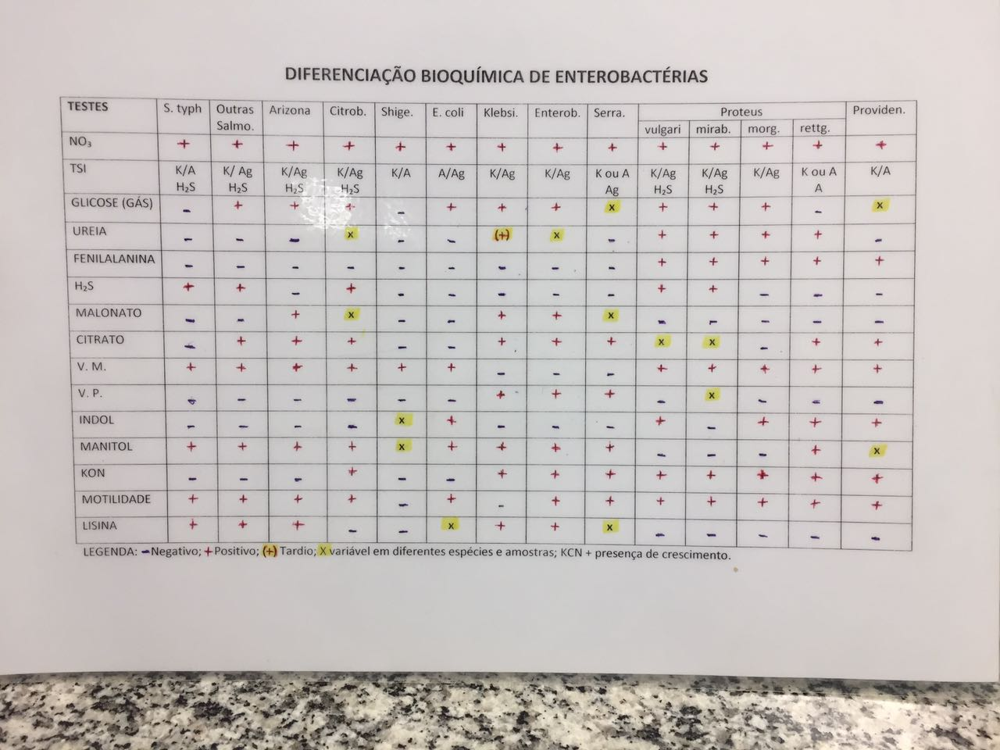 DIFERENCIAÇÃO BIOQUÍMICA DE ENTEROBACTÉRIAS
TESTES S. typh Outras Salmo. Arizona Citrob. Shige. E. coli Klebsi. Enterob. Serra. Proteus Providen.
vulgari mirab. morg. rettg.
NO₃ + + + + + + + + + + + + + +
TSI K/A H₂S K/ Ag H₂S K/Ag H₂S K/Ag H₂S K/A A/Ag K/Ag K/Ag K ou A Ag K/Ag H₂S K/Ag H₂S K/Ag K ou A A K/A
GLICOSE (GÁS) - + + + - + + + x + + + - x
UREIA - - - x - - (+) x - + + + + -
FENILALANINA - - - - - - - - - + + + + +
H₂S + + - + - - - - - + + - - -
MALONATO - - + x - - + + x - - - - -
CITRATO - + + + - - + + + x x - + +
V. M. + + + + + + - - - + + + + +
V. P. - - - - - - + + + - x - - -
INDOL - - - - x + - - - + - + + +
MANITOL + + + + x + + + + - - - + x
KON - - - + - - + + + + + + + +
MOTILIDADE + + + + - + - + + + + + + +
LISINA + + + - - x + + x - - - - -
LEGENDA: - Negativo; + Positivo; (+) Tardio; X variável em diferentes espécies e amostras; KCN + presença de crescimento.